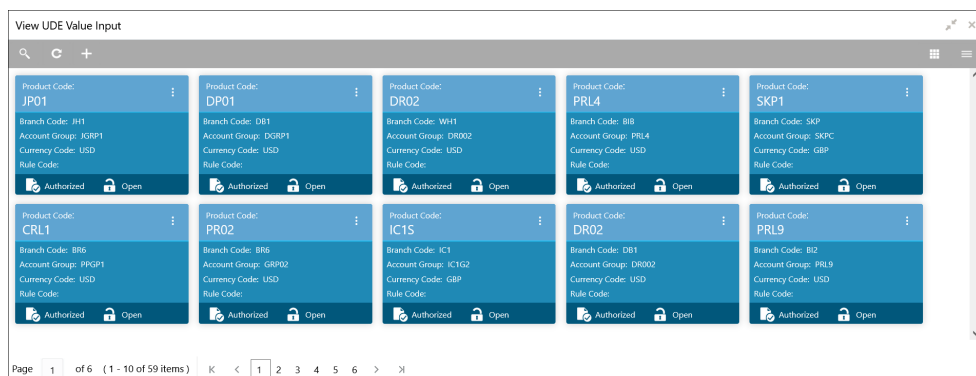 View UDE Value Input
Product Code:
JP01
Branch Code: JH1
Account Group: JGRP1
Currency Code: USD
Rule Code:
Authorized Open
Product Code:
DP01
Branch Code: DB1
Account Group: DGRP1
Currency Code: USD
Rule Code:
Authorized Open
Product Code:
DR02
Branch Code: WH1
Account Group: DR002
Currency Code: USD
Rule Code:
Authorized Open
Product Code:
PRL4
Branch Code: BIB
Account Group: PRL4
Currency Code: USD
Rule Code:
Authorized Open
Product Code:
SKP1
Branch Code: SKP
Account Group: SKPC
Currency Code: GBP
Rule Code:
Authorized Open
Product Code:
CRL1
Branch Code: BR6
Account Group: PPGP1
Currency Code: USD
Rule Code:
Authorized Open
Product Code:
PR02
Branch Code: BR6
Account Group: GRP02
Currency Code: USD
Rule Code:
Authorized Open
Product Code:
IC1S
Branch Code: IC1
Account Group: IC1G2
Currency Code: GBP
Rule Code:
Authorized Open
Product Code:
DR02
Branch Code: DB1
Account Group: DR002
Currency Code: USD
Rule Code:
Authorized Open
Product Code:
PRL9
Branch Code: BI2
Account Group: PRL9
Currency Code: USD
Rule Code:
Authorized Open
Page 1 of 6 (1 - 10 of 59 items) 1 2 3 4 5 6